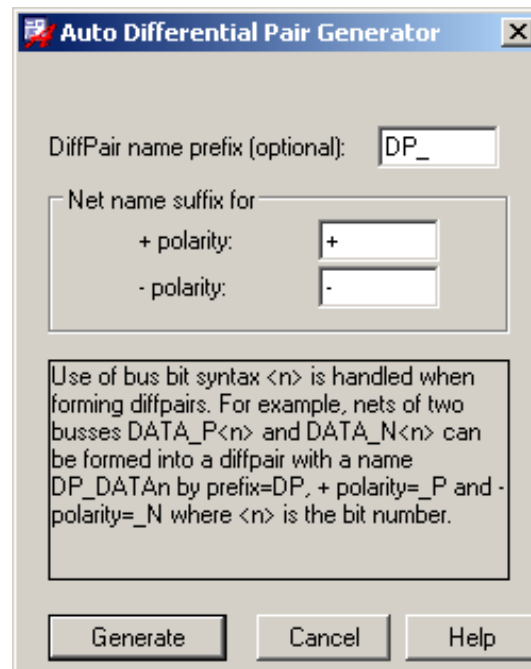 Auto Differential Pair Generator
DiffPair name prefix (optional): DP_
Net name suffix for
+ polarity: +
- polarity: -
Use of bus bit syntax <n> is handled when
forming diffpairs. For example, nets of two
busses DATA_P<n> and DATA_N<n> can
be formed into a diffpair with a name
DP_DATAn by prefix=DP, + polarity=_P and -
polarity=_N where <n> is the bit number.
Generate Cancel Help